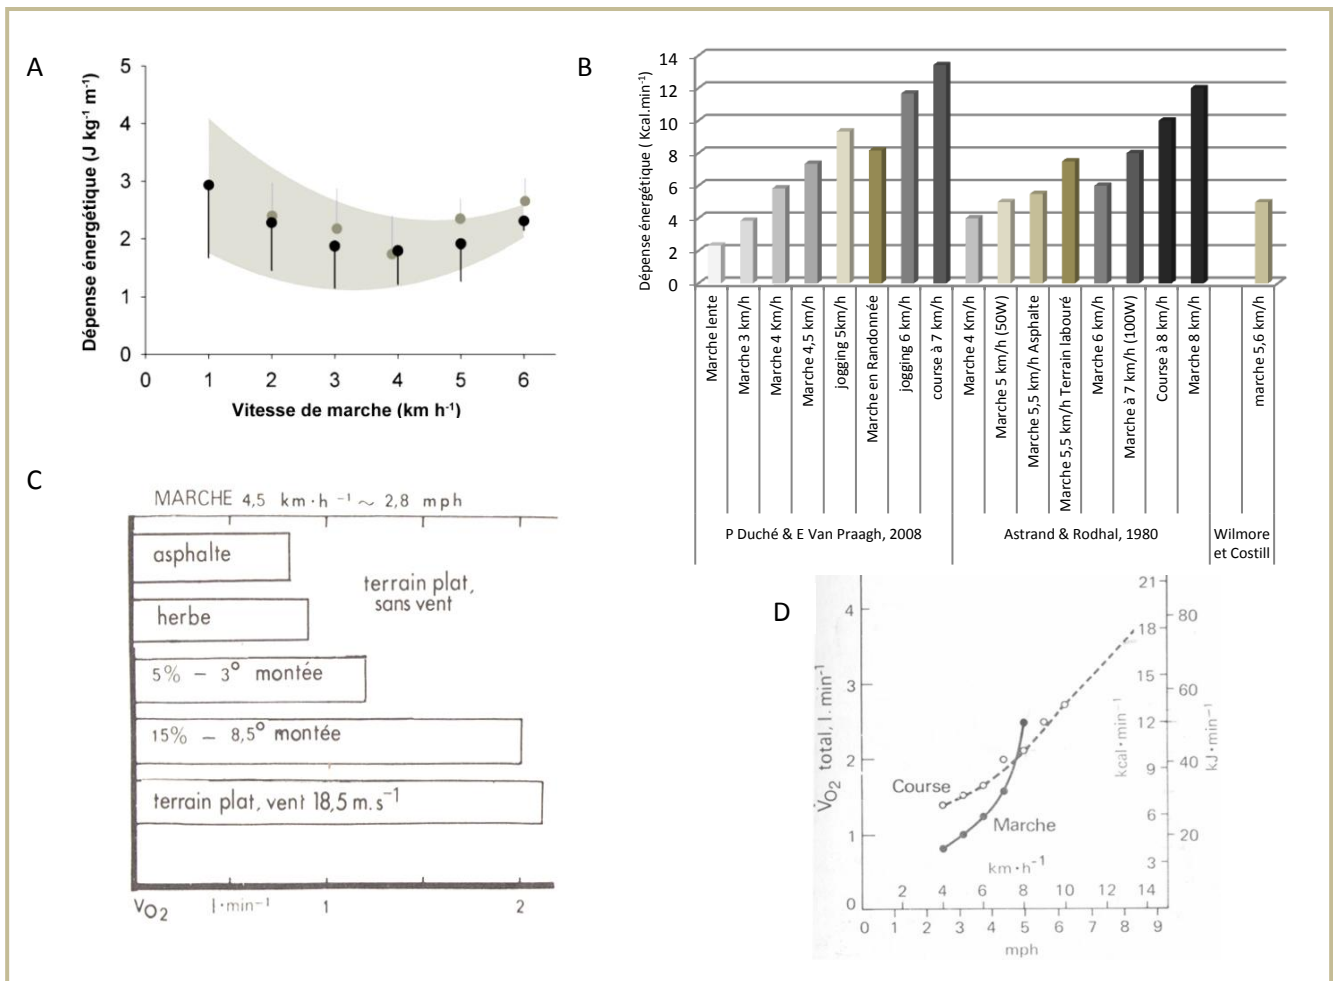 A
Dépense énergétique (J kg⁻¹ m⁻¹)
5
4
3
2
1
0
0 1 2 3 4 5 6
Vitesse de marche (km h⁻¹)
B
Dépense énergétique ( Kcal.min⁻¹)
14
12
10
8
6
4
2
0
Marche lente
Marche 3 km/h
Marche 4 Km/h
Marche 4,5 km/h
jogging 5km/h
Marche en Randonnée
jogging 6 km/h
course à 7 km/h
Marche 4 Km/h
Marche 5 km/h (50W)
Marche 5,5 km/h Asphalte
Marche 5,5 km/h Terrain labouré
Marche 6 km/h
Marche à 7 km/h (100W)
Course à 8 km/h
Marche 8 km/h
marche 5,6 km/h
P Duché & E Van Praagh, 2008
Astrand & Rodhal, 1980
Wilmore
et Costill
C
MARCHE 4,5 km·h⁻¹ ~ 2,8 mph
asphalte
terrain plat,
sans vent
herbe
5% – 3° montée
15% – 8,5° montée
terrain plat, vent 18,5 m.s⁻¹
V̇O₂ l·min⁻¹ 1 2
D
V̇O₂ total, l.min⁻¹
4
3
2
1
0
Course
Marche
km·h⁻¹
2 4 6 8 10 12 14
0 1 2 3 4 5 6 7 8 9
mph
kcal·min⁻¹
21
18
15
12
9
6
3
kJ·min⁻¹
80
60
40
20